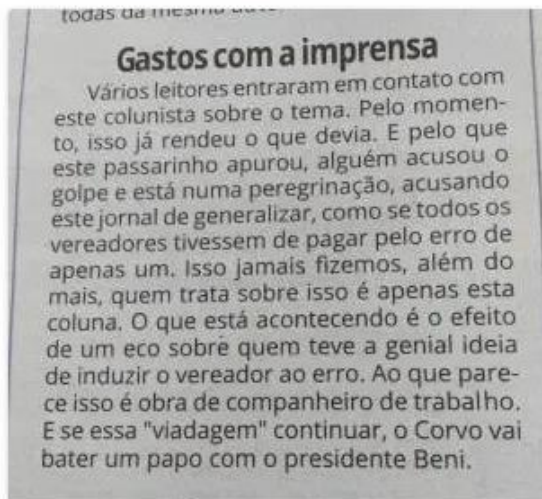 todas da mesma
Gastos com a imprensa
Vários leitores entraram em contato com
este colunista sobre o tema. Pelo momen-
to, isso já rendeu o que devia. E pelo que
este passarinho apurou, alguém acusou o
golpe e está numa peregrinação, acusando
este jornal de generalizar, como se todos os
vereadores tivessem de pagar pelo erro de
apenas um. Isso jamais fizemos, além do
mais, quem trata sobre isso é apenas esta
coluna. O que está acontecendo é o efeito
de um eco sobre quem teve a genial ideia
de induzir o vereador ao erro. Ao que pare-
ce isso é obra de companheiro de trabalho.
E se essa "viadagem" continuar, o Corvo vai
bater um papo com o presidente Beni.